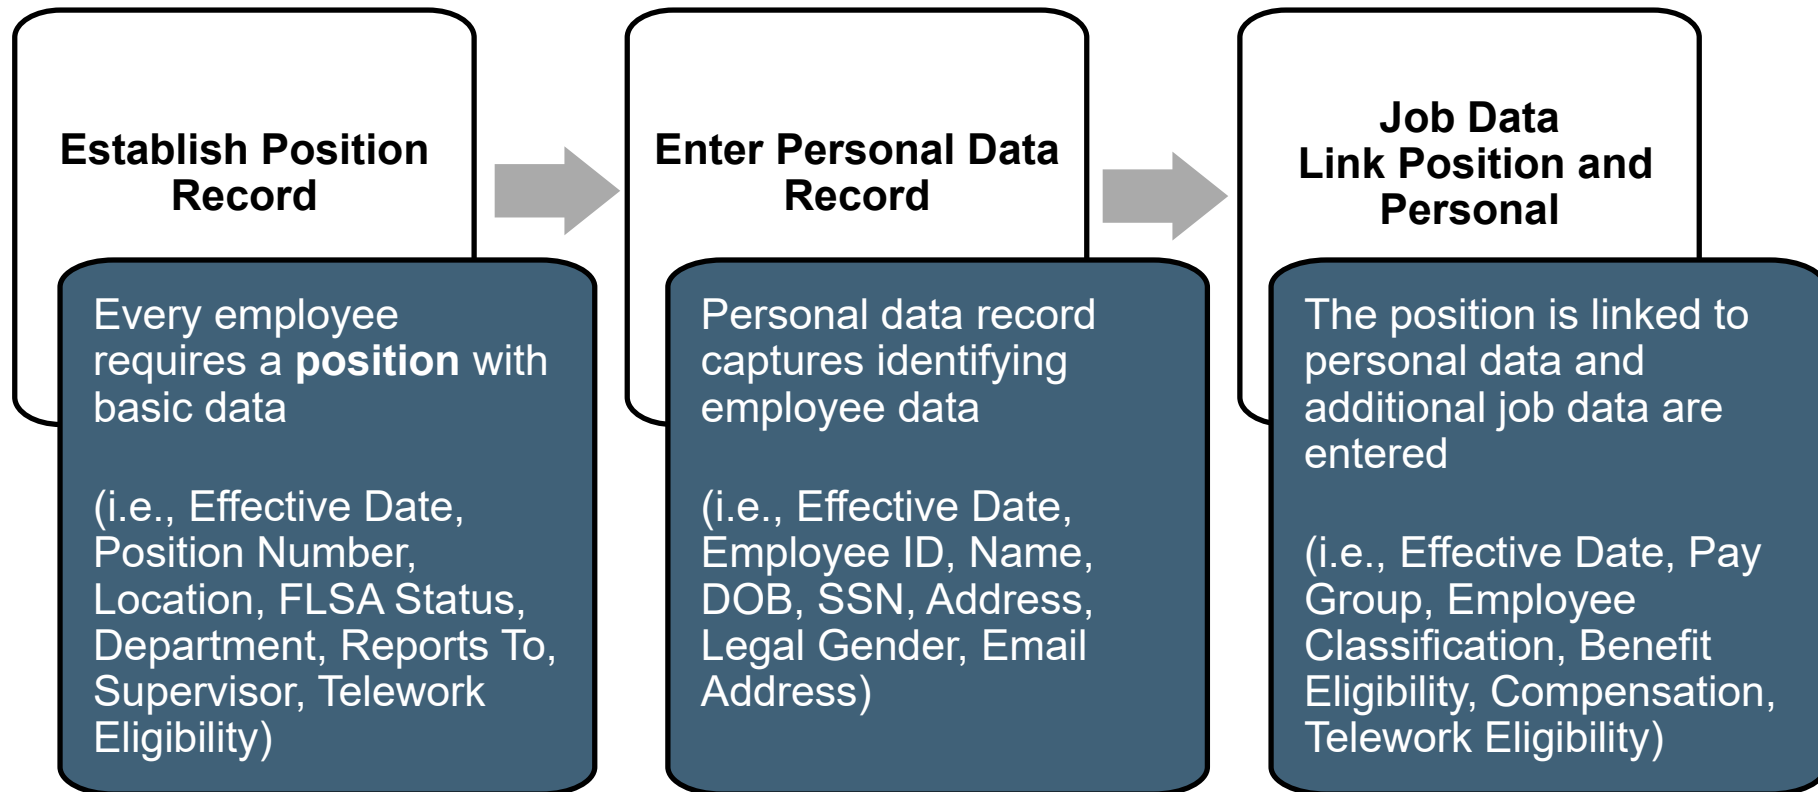 Establish Position
Record
Every employee
requires a position with
basic data
(i.e., Effective Date,
Position Number,
Location, FLSA Status,
Department, Reports To,
Supervisor, Telework
Eligibility)
Enter Personal Data
Record
Personal data record
captures identifying
employee data
(i.e., Effective Date,
Employee ID, Name,
DOB, SSN, Address,
Legal Gender, Email
Address)
Job Data
Link Position and
Personal
The position is linked to
personal data and
additional job data are
entered
(i.e., Effective Date, Pay
Group, Employee
Classification, Benefit
Eligibility, Compensation,
Telework Eligibility)